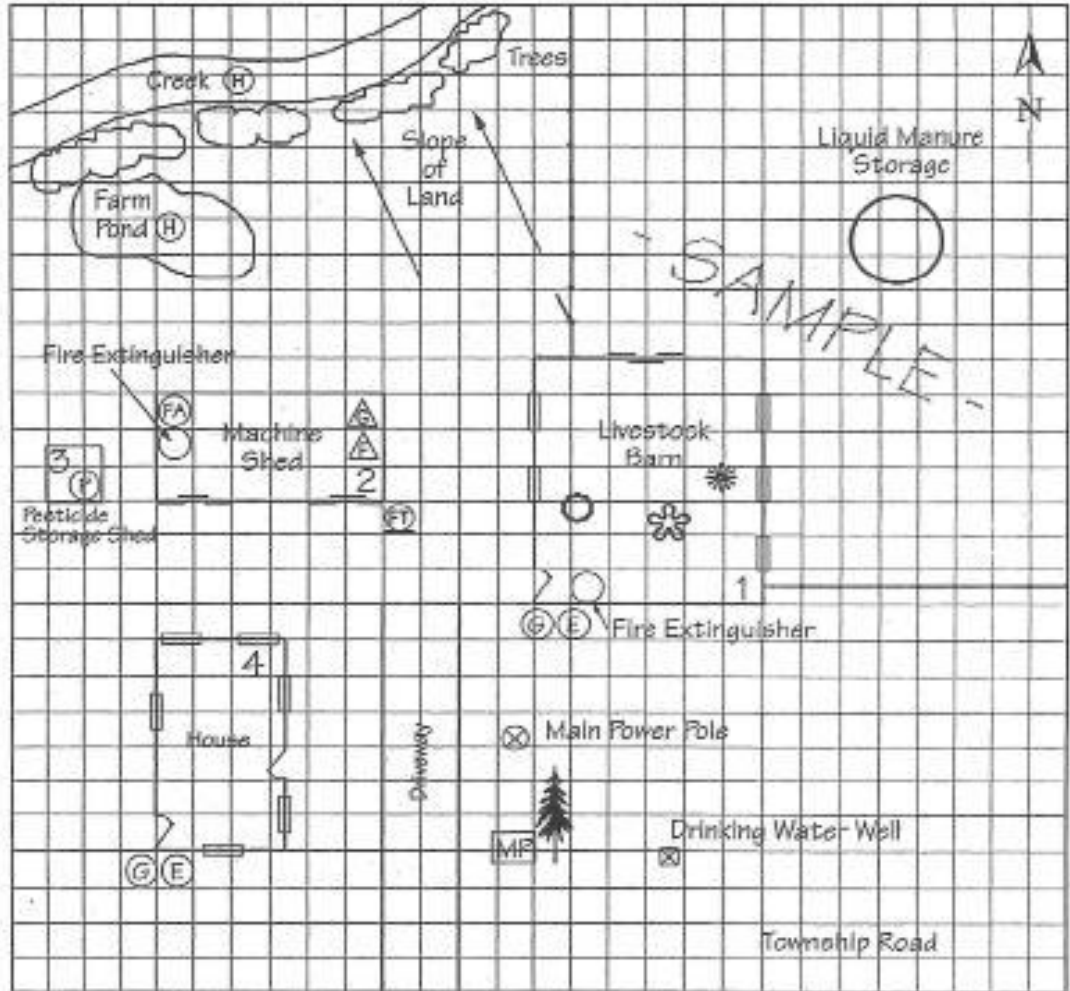 Creek H
Trees
N
Slope
of
Land
Liquid Manure
Storage
Farm
Pond H
- SAMPLE -
Fire Extinguisher
FA
G
Machine
Shed
F
2
Livestock
Barn
3
P
Pesticide
Storage Shed
FT
1
G E Fire Extinguisher
4
House
Driveway
Main Power Pole
MP
Drinking Water Well
G E
Township Road